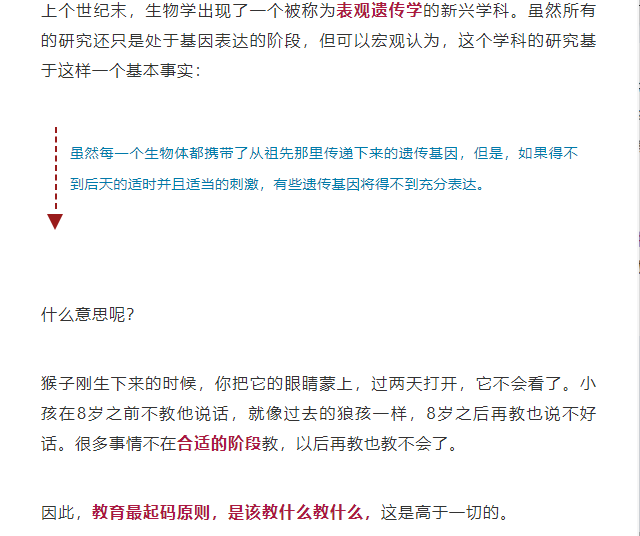 上个世纪末，生物学出现了一个被称为表观遗传学的新兴学科。虽然所有
的研究还只是处于基因表达的阶段，但可以宏观认为，这个学科的研究基
于这样一个基本事实：
虽然每一个生物体都携带了从祖先那里传递下来的遗传基因，但是，如果得不
到后天的适时并且适当的刺激，有些遗传基因将得不到充分表达。
什么意思呢？
猴子刚生下来的时候，你把它的眼睛蒙上，过两天打开，它不会看了。小
孩在8岁之前不教他说话，就像过去的狼孩一样，8岁之后再教也说不好
话。很多事情不在合适的阶段教，以后再教也教不会了。
因此，教育最起码原则，是该教什么教什么，这是高于一切的。